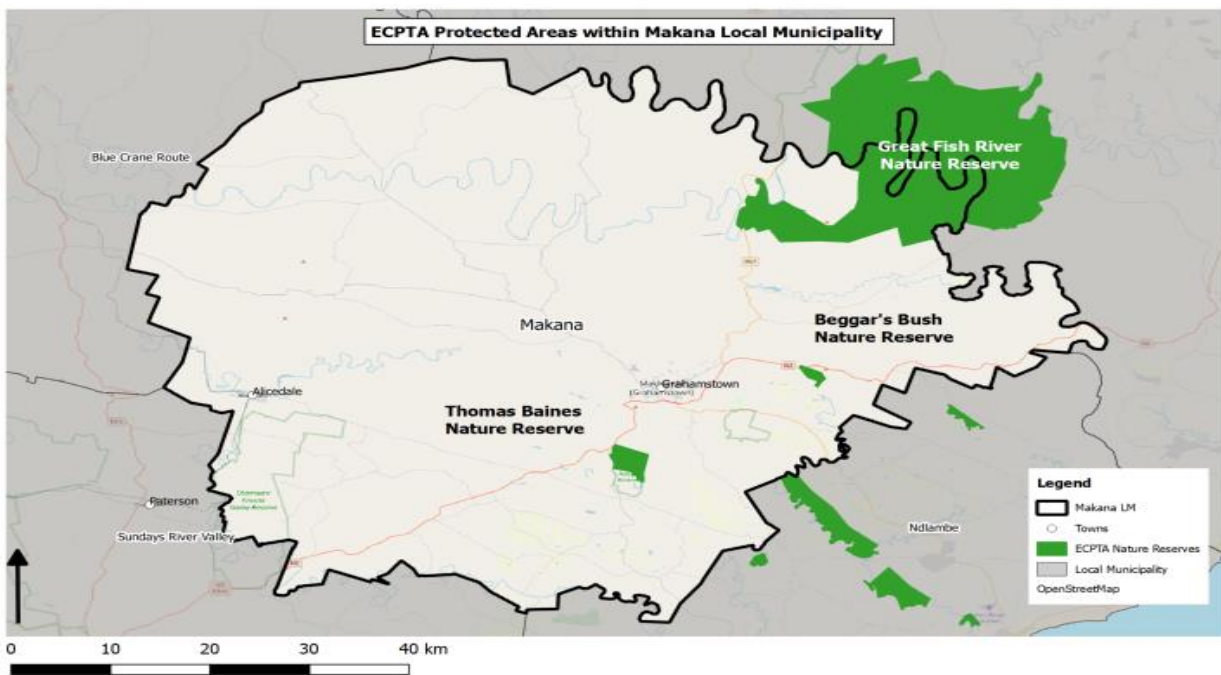 ECPTA Protected Areas within Makana Local Municipality
Blue Crane Route
Great Fish River
Nature Reserve
Beggar's Bush
Nature Reserve
Makana
Alicedale
Grahamstown
(Grahamstown)
Thomas Baines
Nature Reserve
Paterson
Sundays River Valley
Ndlambe
Legend
Makana LM
Towns
ECPTA Nature Reserves
Local Municipality
OpenStreetMap
0 10 20 30 40 km